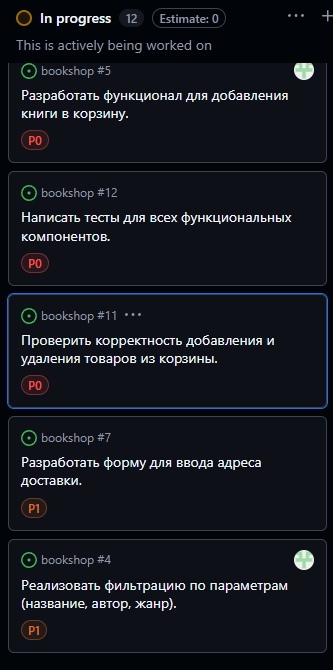 In progress 12 Estimate: 0
This is actively being worked on
bookshop #5
Разработать функционал для добавления
книги в корзину.
P0
bookshop #12
Написать тесты для всех функциональных
компонентов.
P0
bookshop #11
Проверить корректность добавления и
удаления товаров из корзины.
P0
bookshop #7
Разработать форму для ввода адреса
доставки.
P1
bookshop #4
Реализовать фильтрацию по параметрам
(название, автор, жанр).
P1